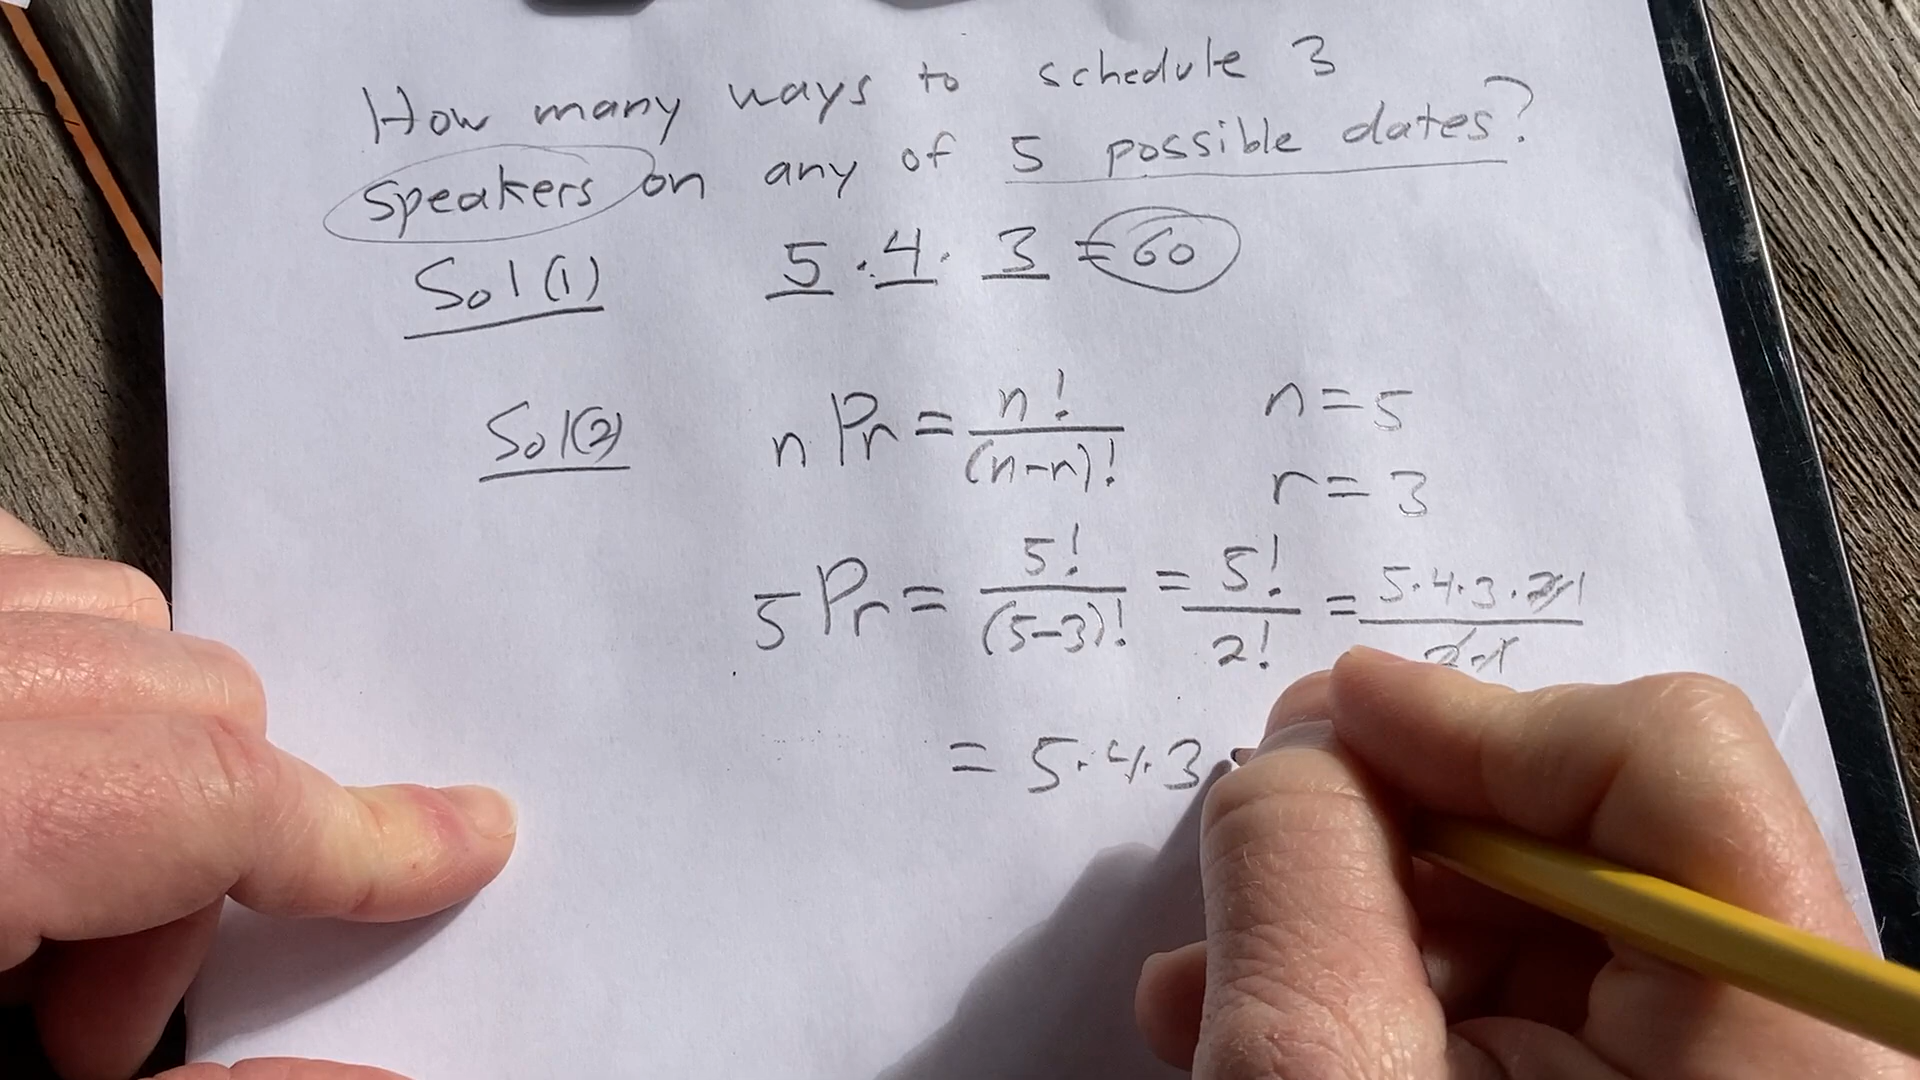 How many ways to schedule 3
speakers on any of 5 possible dates?
Sol(1) 5 · 4 · 3 = 60
Sol(2) nPr = n!/(n-r)! n=5
r=3
5Pr = 5!/(5-3)! = 5!/2! = 5·4·3·2·1/2·1
= 5·4·3